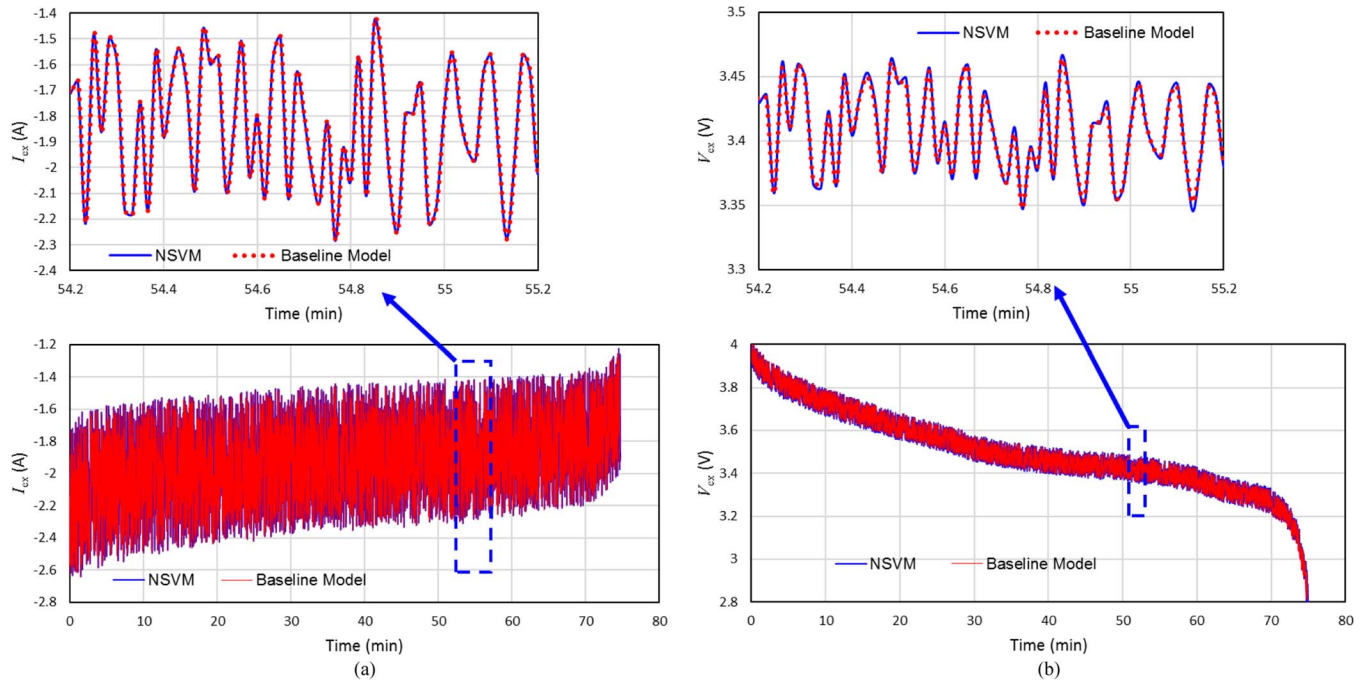 -1.4
-1.5
-1.6
-1.7
-1.8
-1.9
-2
-2.1
-2.2
-2.3
-2.4
I_cx (A)
NSVM Baseline Model
54.2 54.4 54.6 54.8 55 55.2
Time (min)
3.5
3.45
3.4
3.35
3.3
V_cx (V)
NSVM Baseline Model
54.2 54.4 54.6 54.8 55 55.2
Time (min)
-1.2
-1.4
-1.6
-1.8
-2
-2.2
-2.4
-2.6
-2.8
I_cx (A)
NSVM Baseline Model
0 10 20 30 40 50 60 70 80
Time (min)
(a)
4
3.8
3.6
3.4
3.2
3
2.8
V_cx (V)
NSVM Baseline Model
0 10 20 30 40 50 60 70 80
Time (min)
(b)